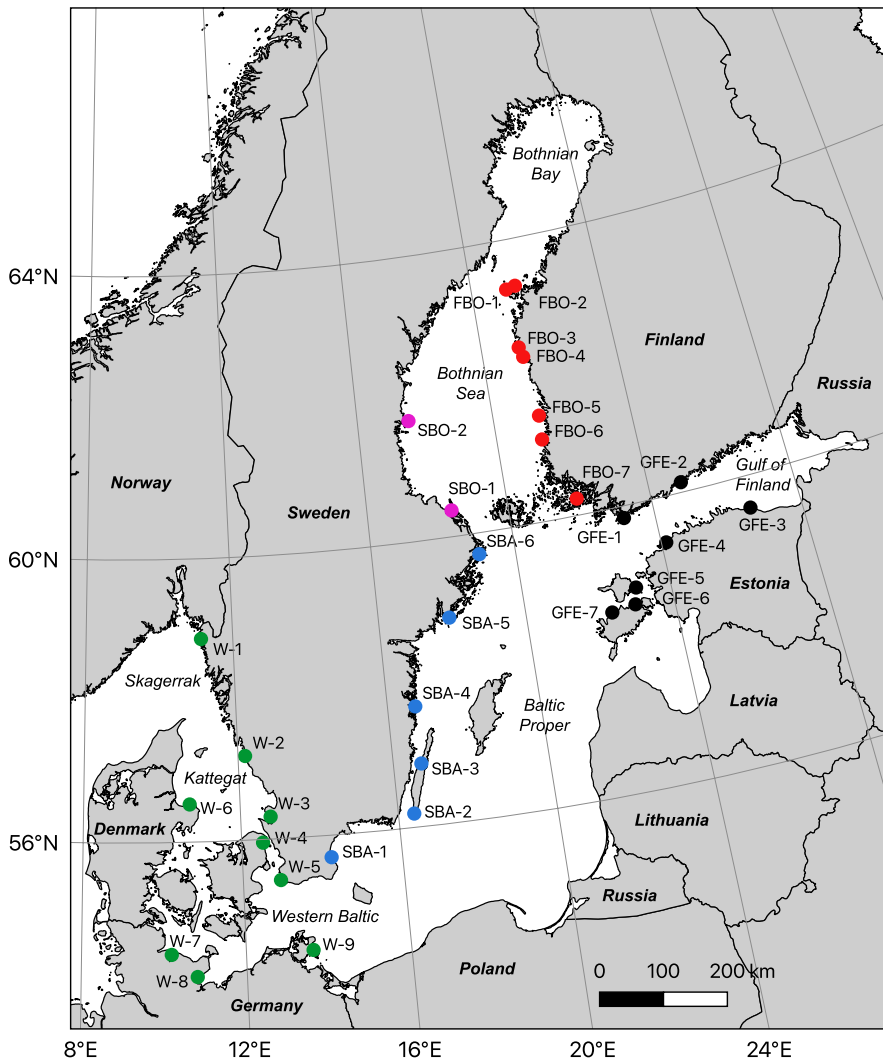 Bothnian
Bay
64°N
FBO-1
FBO-2
FBO-3
FBO-4
Finland
Bothnian
Sea
Russia
FBO-5
SBO-2
FBO-6
GFE-2
Gulf of
Finland
FBO-7
Norway
SBO-1
Sweden
GFE-3
GFE-1
SBA-6
GFE-4
60°N
GFE-5
Estonia
GFE-6
GFE-7
SBA-5
W-1
Skagerrak
SBA-4
Baltic
Proper
Latvia
W-2
SBA-3
Kattegat
W-6
W-3
SBA-2
Lithuania
Denmark
W-4
56°N
SBA-1
W-5
Russia
Western Baltic
W-7
W-9
Poland
W-8
0 100 200 km
Germany
8°E 12°E 16°E 20°E 24°E